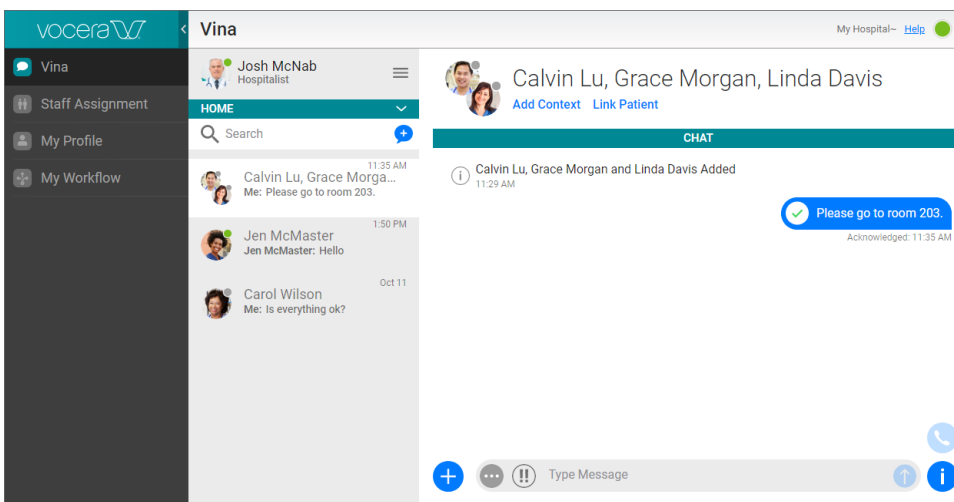 vocera
Vina
My Hospital~ Help
Vina
Staff Assignment
My Profile
My Workflow
Josh McNab
Hospitalist
HOME
Search
11:35 AM
Calvin Lu, Grace Morga...
Me: Please go to room 203.
1:50 PM
Jen McMaster
Jen McMaster: Hello
Oct 11
Carol Wilson
Me: Is everything ok?
Calvin Lu, Grace Morgan, Linda Davis
Add Context Link Patient
CHAT
Calvin Lu, Grace Morgan and Linda Davis Added
11:29 AM
Please go to room 203.
Acknowledged: 11:35 AM
Type Message